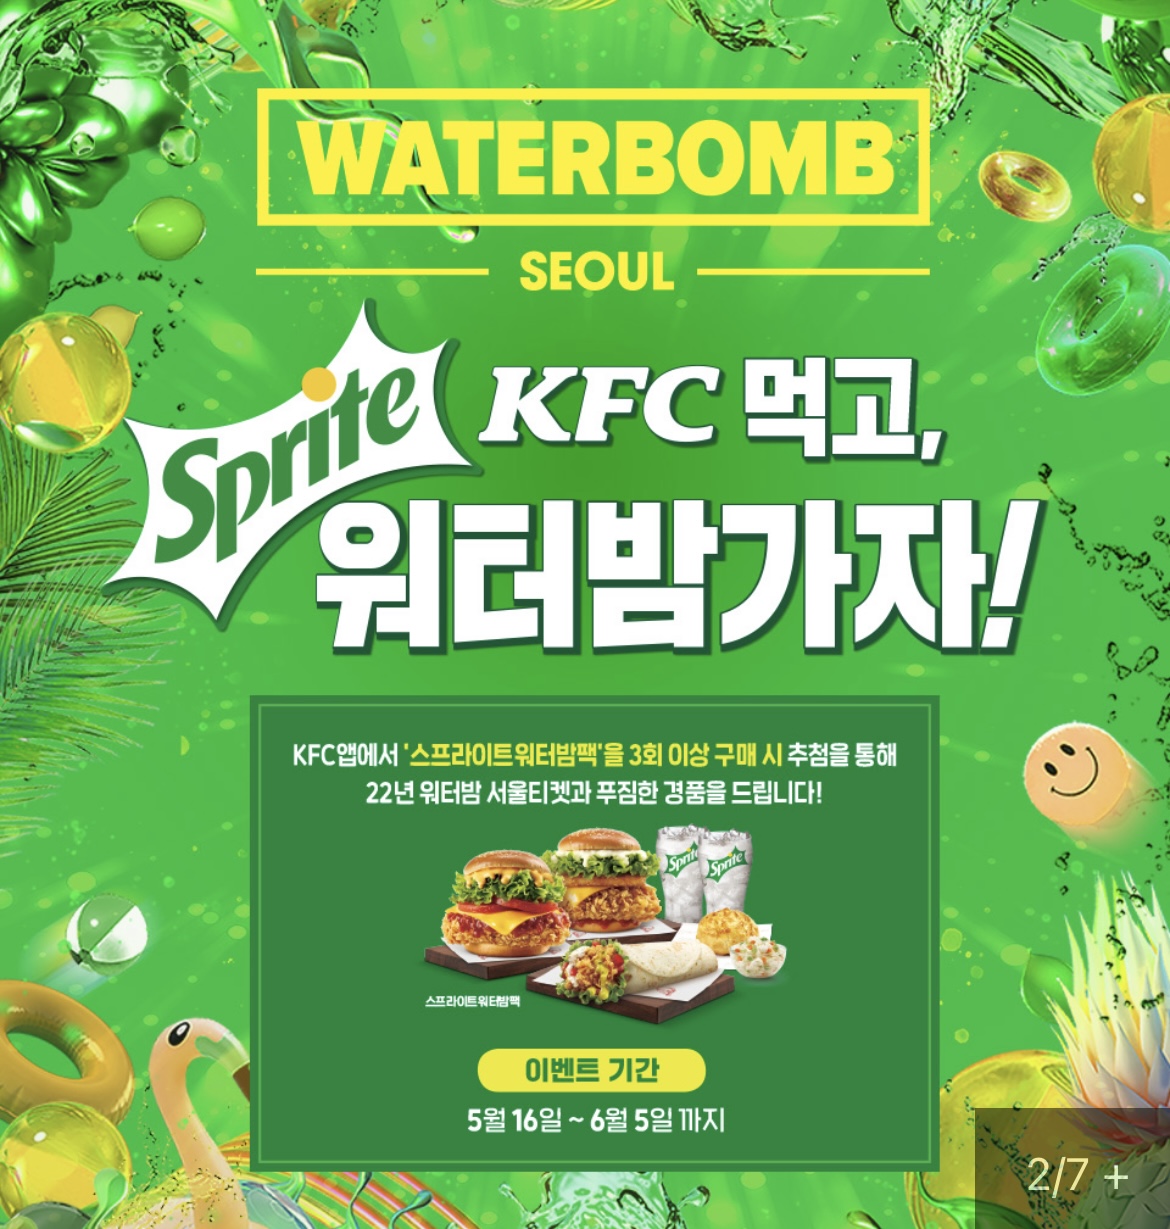 WATERBOMB
SEOUL
Sprite KFC 먹고,
워터밤가자!
KFC앱에서 '스프라이트워터밤팩'을 3회 이상 구매 시 추첨을 통해
22년 워터밤 서울티켓과 푸짐한 경품을 드립니다!
Sprite Sprite
스프라이트워터밤팩
이벤트 기간
5월 16일 ~ 6월 5일 까지
2/7 +